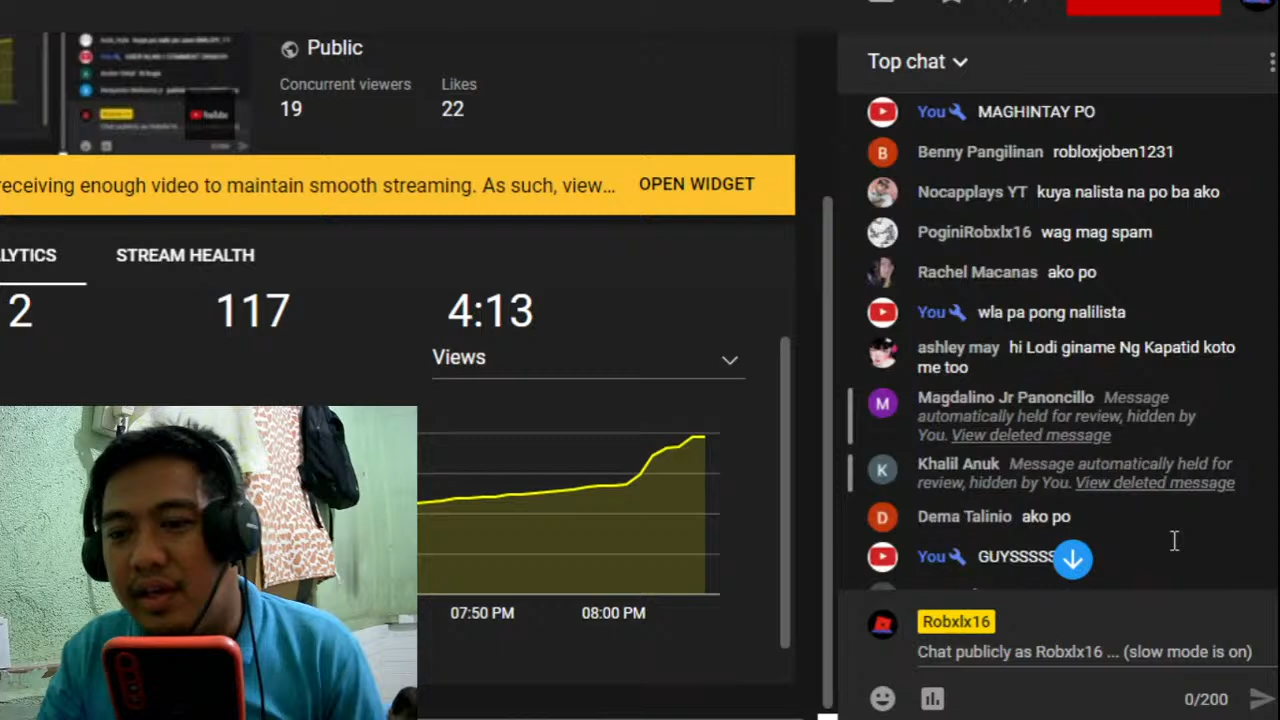 Public
Concurrent viewers
Likes
19
22
receiving enough video to maintain smooth streaming. As such, view...
OPEN WIDGET
LYTICS
STREAM HEALTH
2
117
4:13
Views
07:50 PM
08:00 PM
Top chat
You MAGHINTAY PO
B Benny Pangilinan robloxjoben1231
Nocapplays YT kuya nalista na po ba ako
PoginiRobxlx16 wag mag spam
Rachel Macanas ako po
You wla pa pong nalilista
ashley may hi Lodi giname Ng Kapatid koto
me too
M Magdalino Jr Panoncillo Message
automatically held for review, hidden by
You. View deleted message
K Khalil Anuk Message automatically held for
review, hidden by You. View deleted message
D Dema Talinio ako po
You GUYSSSSS
Robxlx16
Chat publicly as Robxlx16 ... (slow mode is on)
0/200